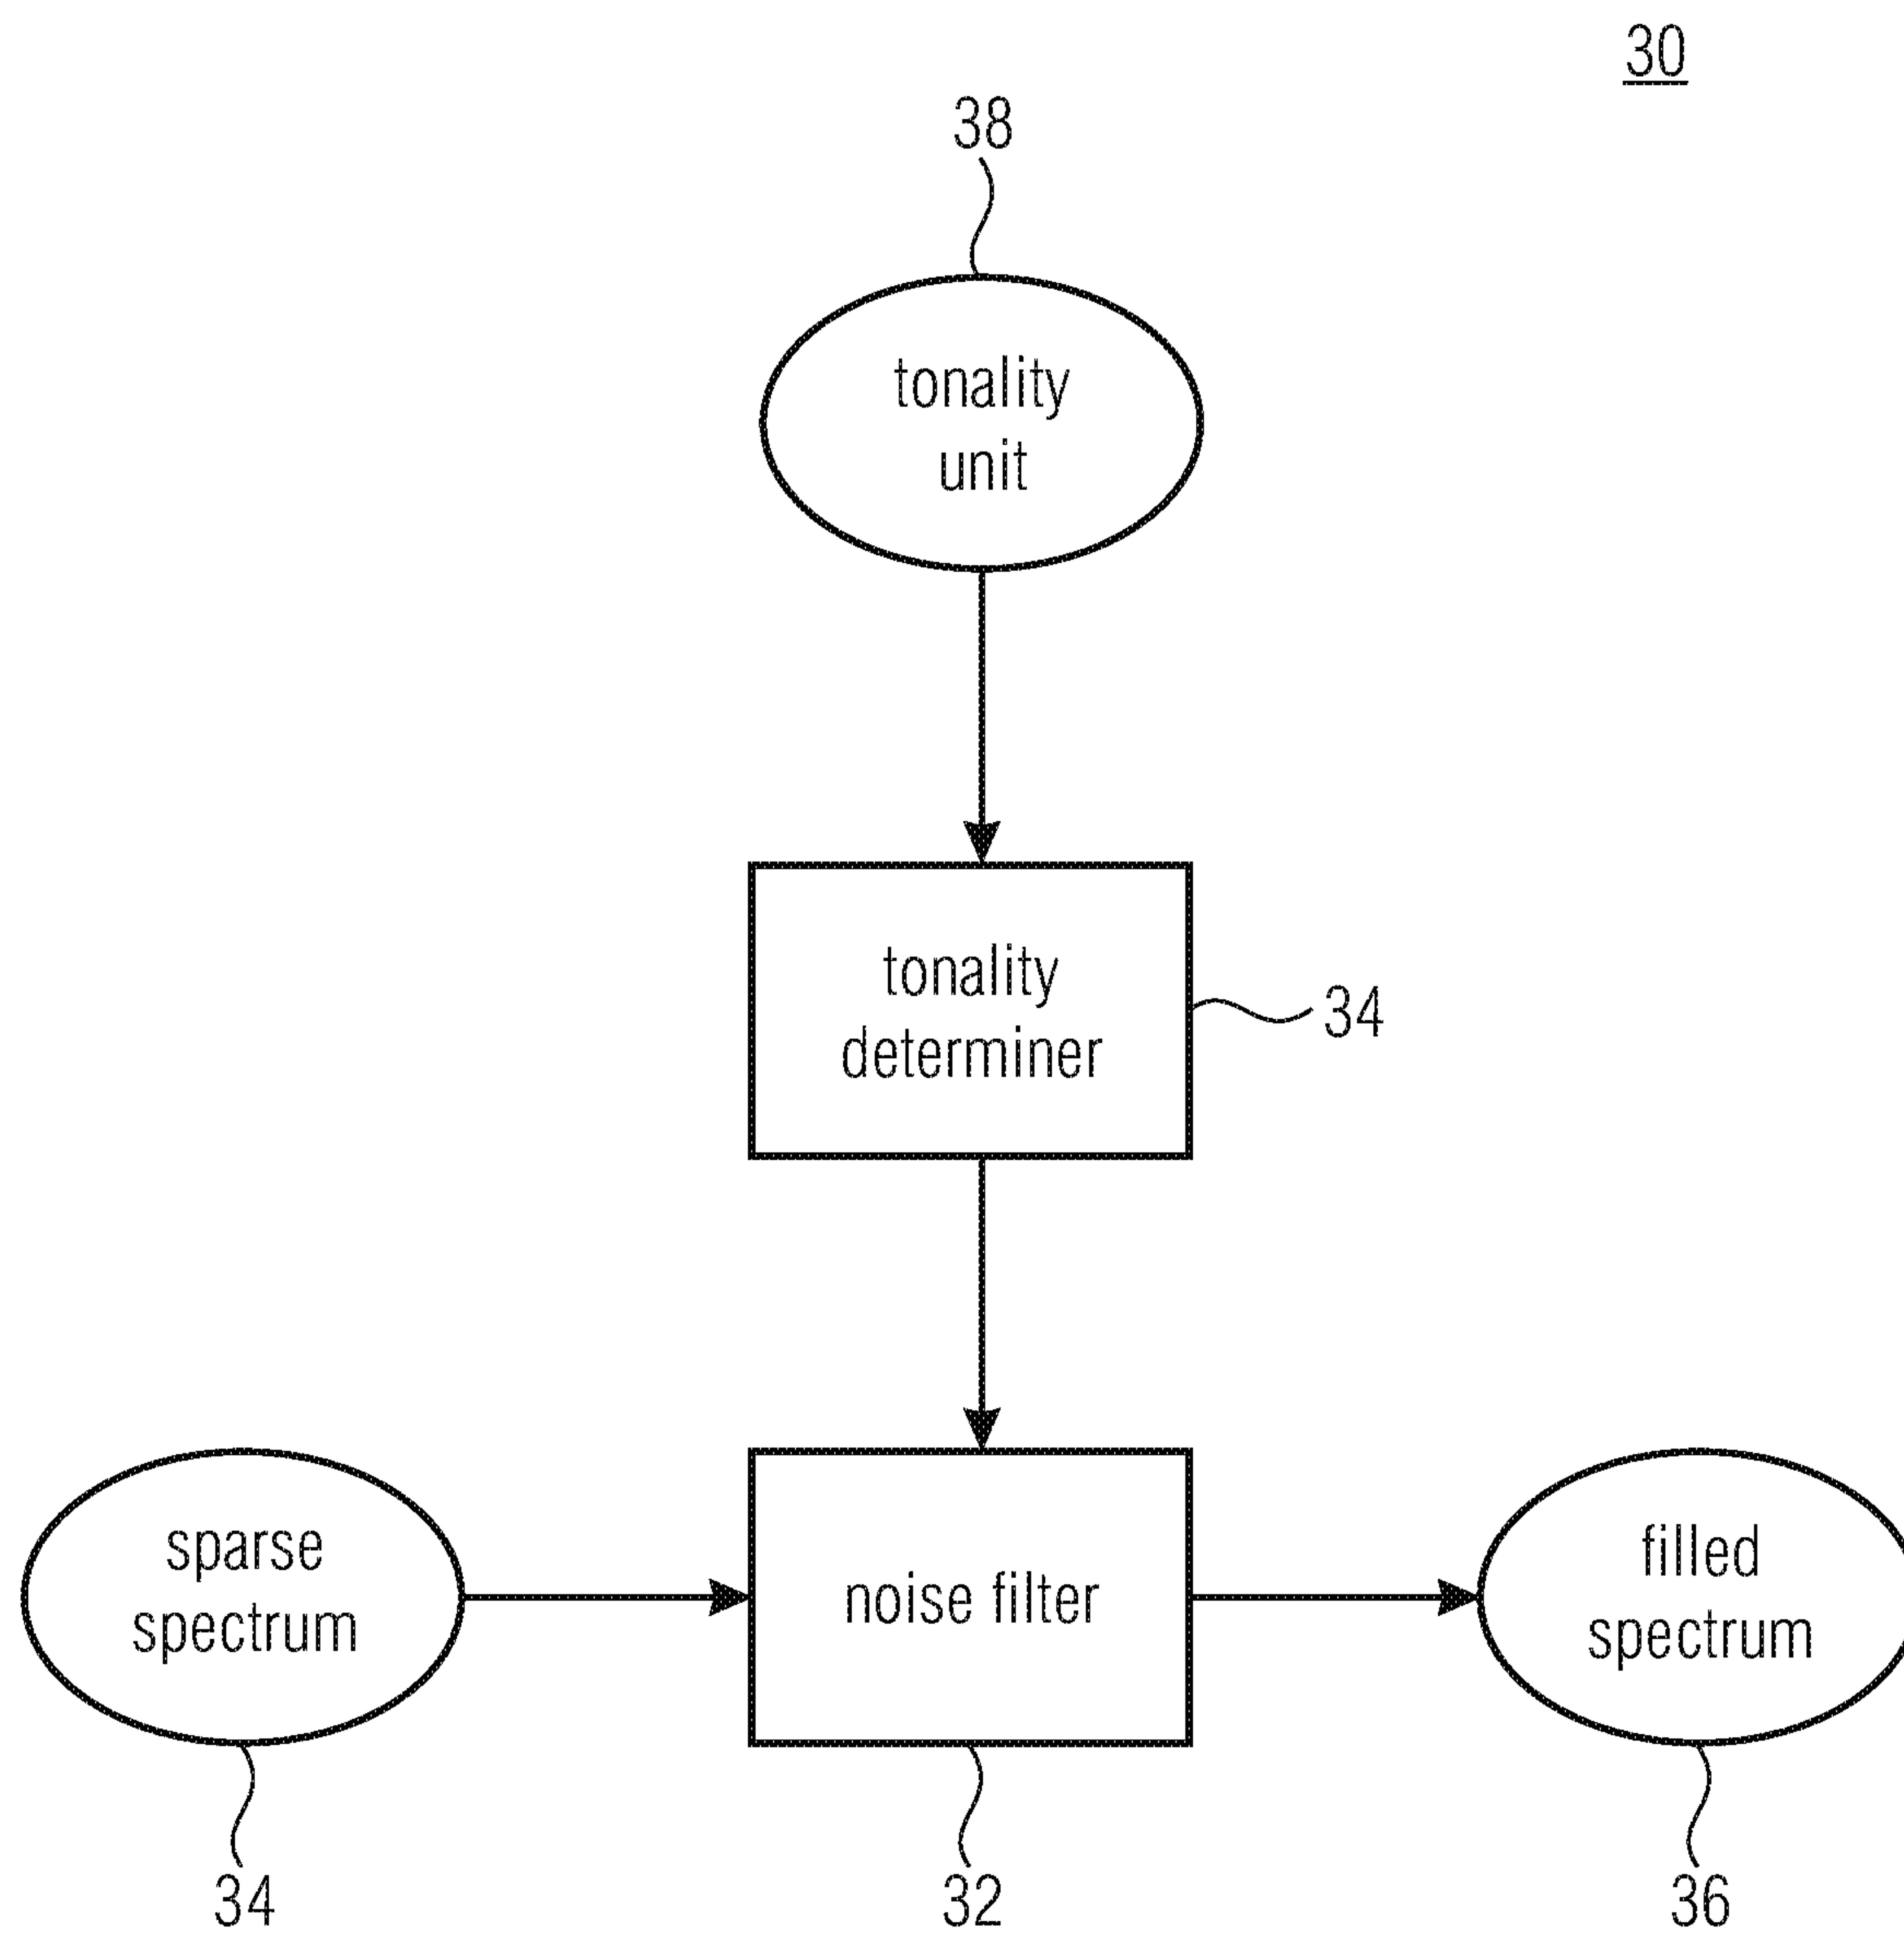 30
38
tonality
unit
tonality
determiner
34
sparse
spectrum
noise filter
filled
spectrum
34
32
36